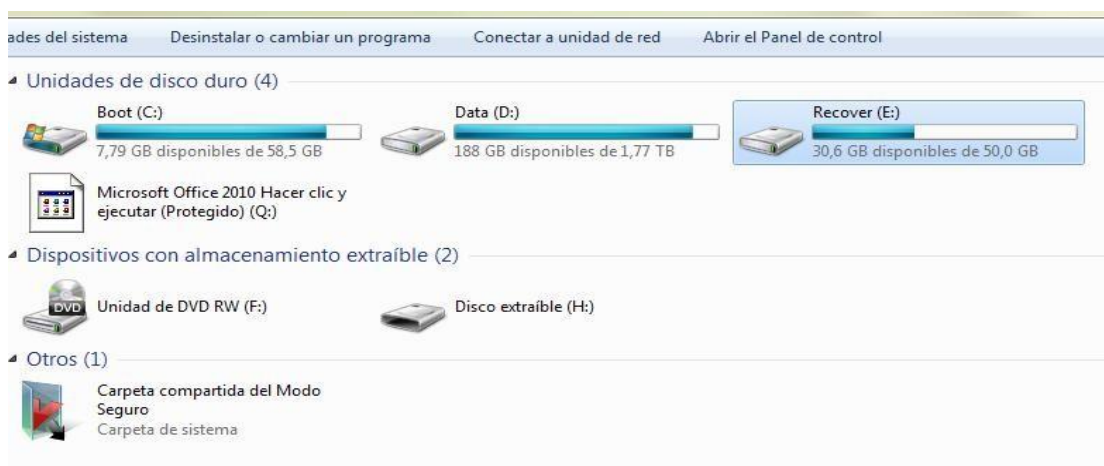 ades del sistema Desinstalar o cambiar un programa Conectar a unidad de red Abrir el Panel de control
Unidades de disco duro (4)
Boot (C:)
7,79 GB disponibles de 58,5 GB
Data (D:)
188 GB disponibles de 1,77 TB
Recover (E:)
30,6 GB disponibles de 50,0 GB
Microsoft Office 2010 Hacer clic y
ejecutar (Protegido) (Q:)
Dispositivos con almacenamiento extraíble (2)
DVD
Unidad de DVD RW (F:)
Disco extraíble (H:)
Otros (1)
Carpeta compartida del Modo
Seguro
Carpeta de sistema